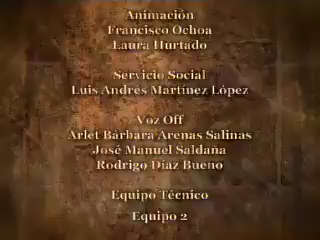 Animación
Francisco Ochoa
Laura Hurtado
Servicio Social
Luis Andrés Martínez López
Voz Off
Arlet Bárbara Arenas Salinas
José Manuel Saldaña
Rodrigo Díaz Bueno
Equipo Técnico
Equipo 2